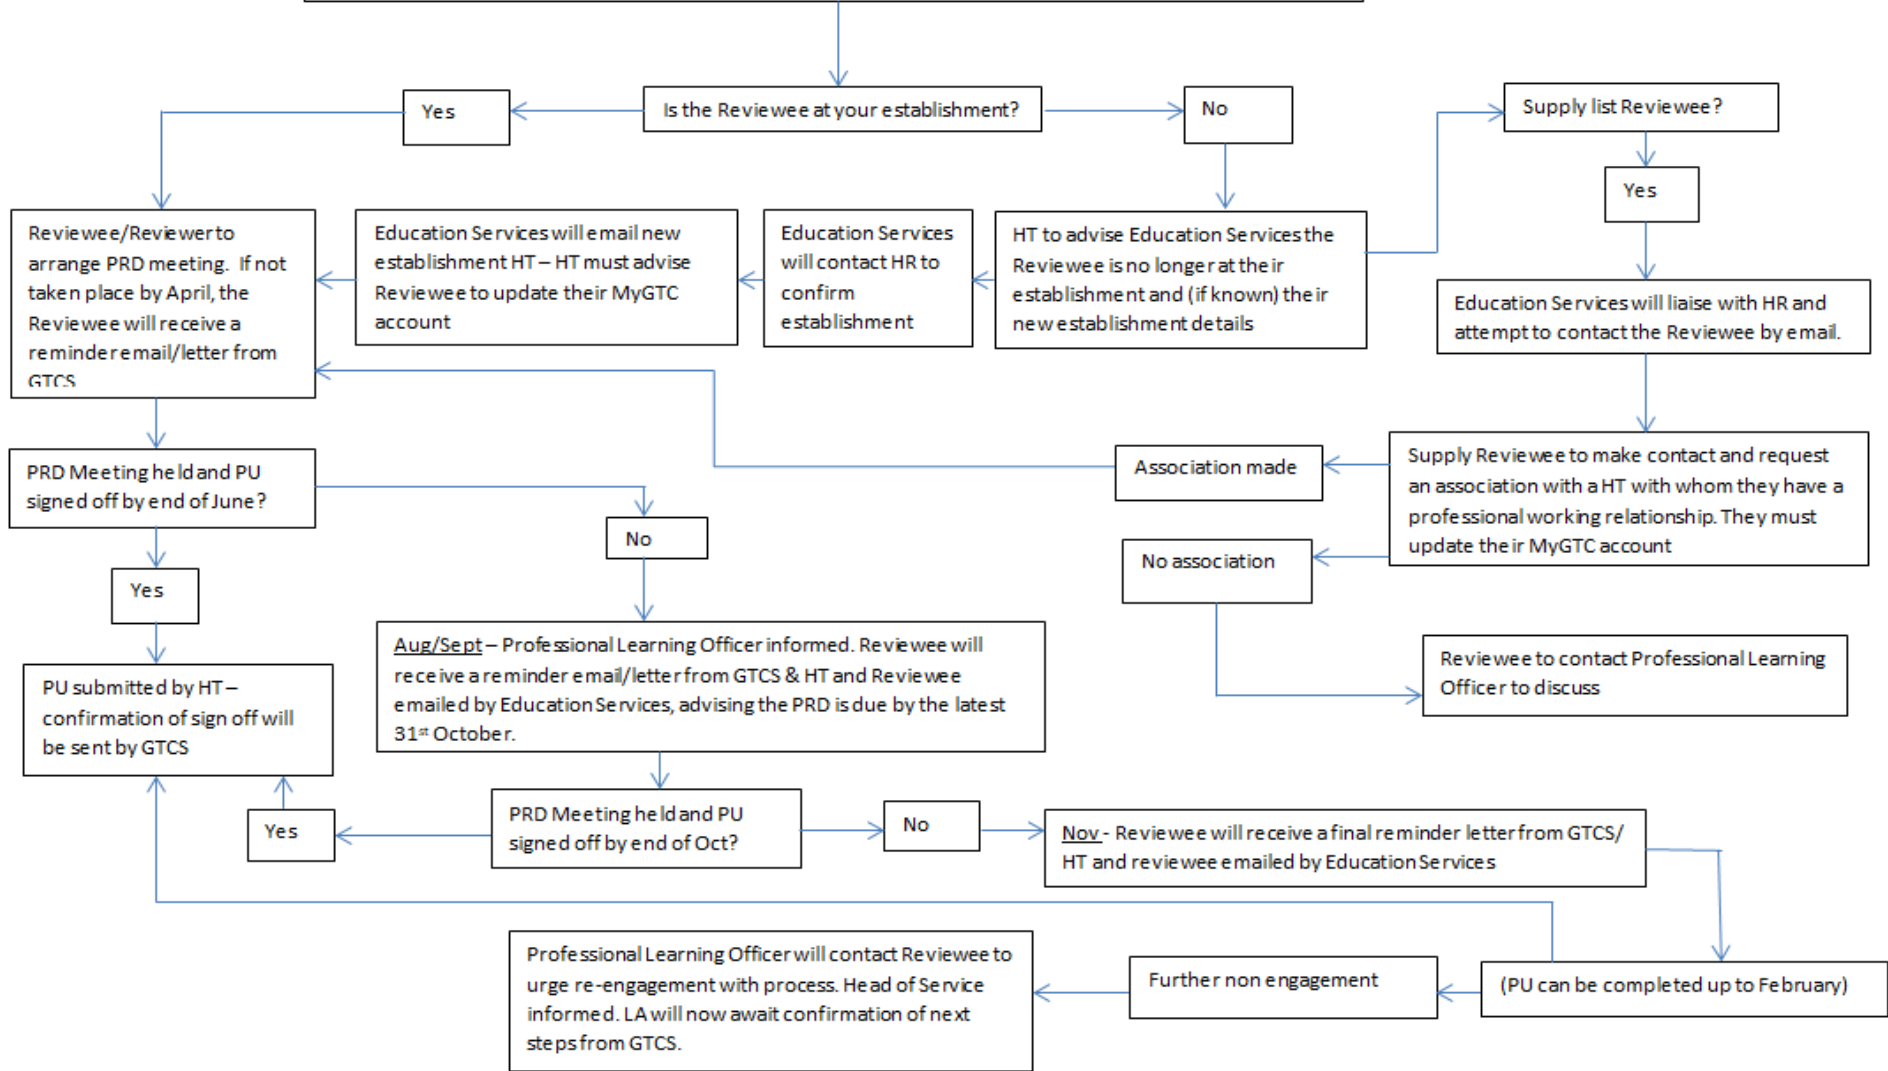 Is the Reviewee at your establishment?
Yes
No
Supply list Reviewee?
Yes
Reviewee/Reviewer to
arrange PRD meeting. If not
taken place by April, the
Reviewee will receive a
reminder email/letter from
GTCS
Education Services will email new
establishment HT – HT must advise
Reviewee to update their MyGTC
account
Education Services
will contact HR to
confirm
establishment
HT to advise Education Services the
Reviewee is no longer at their
establishment and (if known) their
new establishment details
Education Services will liaise with HR and
attempt to contact the Reviewee by email.
PRD Meeting held and PU
signed off by end of June?
Association made
Supply Reviewee to make contact and request
an association with a HT with whom they have a
professional working relationship. They must
update their MyGTC account
No
No association
Yes
Aug/Sept – Professional Learning Officer informed. Reviewee will
receive a reminder email/letter from GTCS & HT and Reviewee
emailed by Education Services, advising the PRD is due by the latest
31st October.
Reviewee to contact Professional Learning
Officer to discuss
PU submitted by HT –
confirmation of sign off will
be sent by GTCS
Yes
PRD Meeting held and PU
signed off by end of Oct?
No
Nov - Reviewee will receive a final reminder letter from GTCS/
HT and reviewee emailed by Education Services
Professional Learning Officer will contact Reviewee to
urge re-engagement with process. Head of Service
informed. LA will now await confirmation of next
steps from GTCS.
Further non engagement
(PU can be completed up to February)